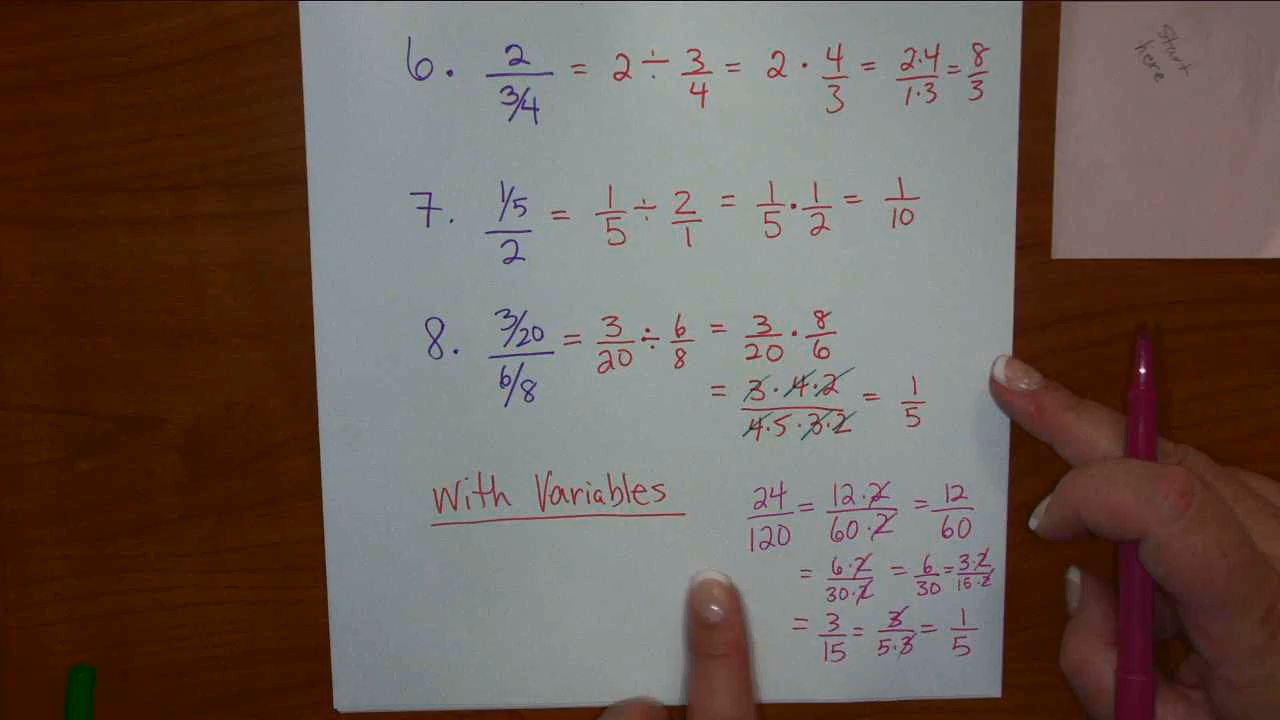 6. 2/(3/4) = 2 ÷ 3/4 = 2 · 4/3 = 2·4/1·3 = 8/3
7. (1/5)/2 = 1/5 ÷ 2/1 = 1/5 · 1/2 = 1/10
8. (3/20)/(6/8) = 3/20 ÷ 6/8 = 3/20 · 8/6
= 3·4·2/4·5·3·2 = 1/5
With Variables
24/120 = 12·2/60·2 = 12/60
= 6·2/30·2 = 6/30 = 3·2/15·2
= 3/15 = 3/5·3 = 1/5
Start
here